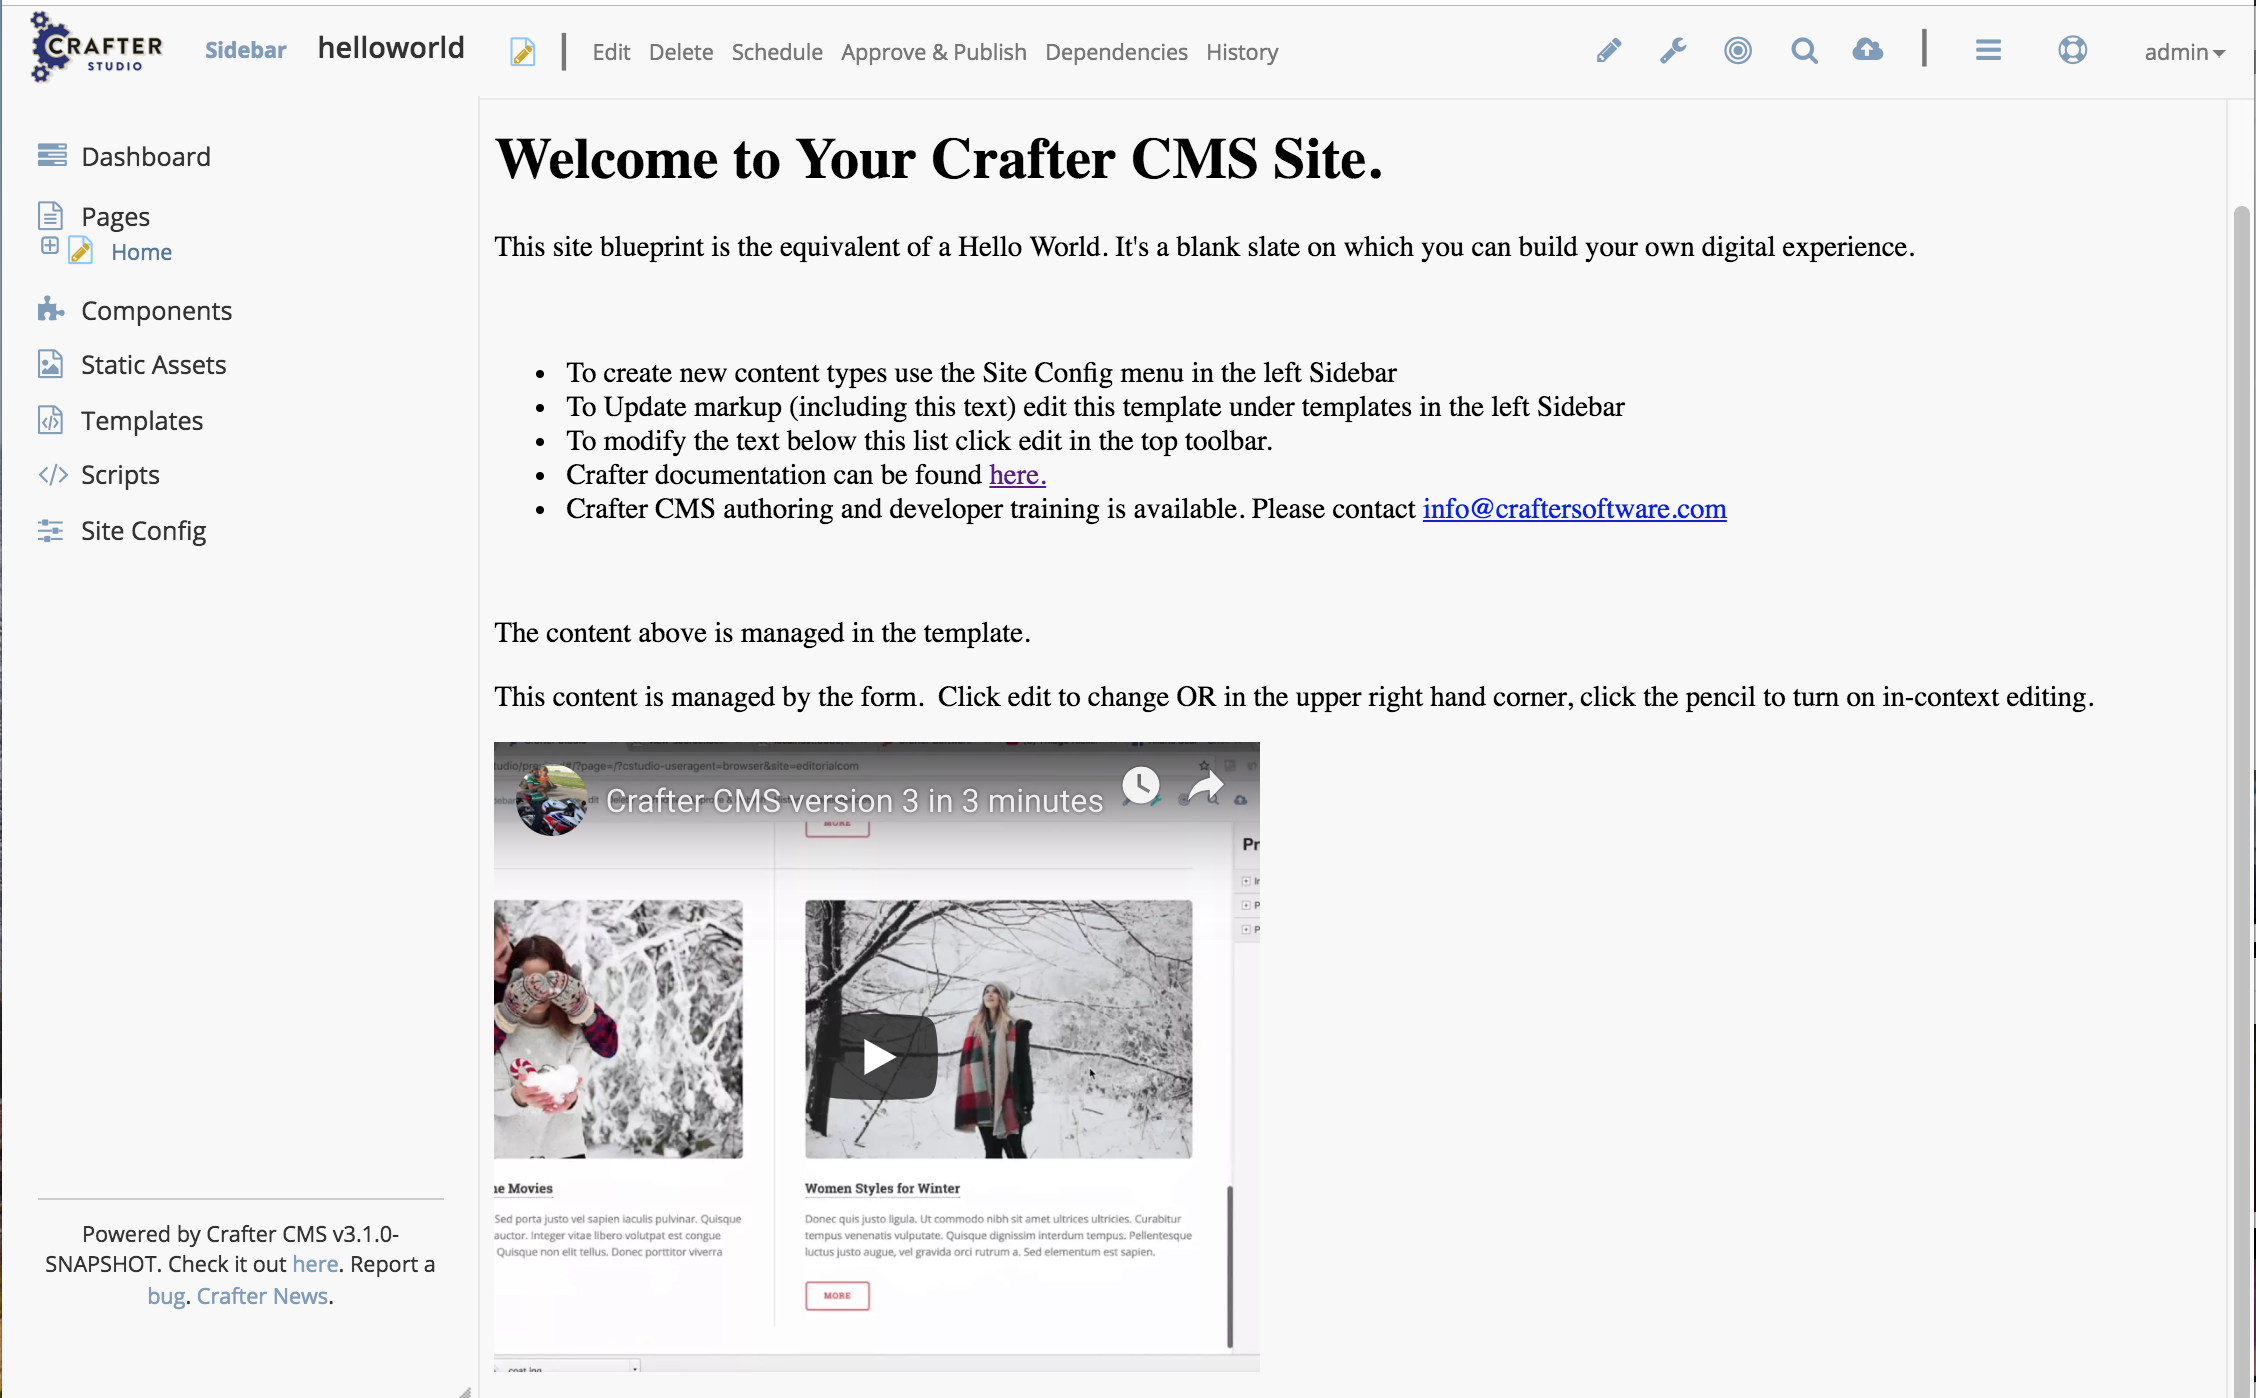 CRAFTER
STUDIO
Sidebar
helloworld
Edit Delete Schedule Approve & Publish Dependencies History
admin
Dashboard
Pages
Home
Components
Static Assets
Templates
Scripts
Site Config
Powered by Crafter CMS v3.1.0-
SNAPSHOT. Check it out here. Report a
bug. Crafter News.
Welcome to Your Crafter CMS Site.
This site blueprint is the equivalent of a Hello World. It's a blank slate on which you can build your own digital experience.
To create new content types use the Site Config menu in the left Sidebar
To Update markup (including this text) edit this template under templates in the left Sidebar
To modify the text below this list click edit in the top toolbar.
Crafter documentation can be found here.
Crafter CMS authoring and developer training is available. Please contact info@craftersoftware.com
The content above is managed in the template.
This content is managed by the form.  Click edit to change OR in the upper right hand corner, click the pencil to turn on in-context editing.
?page=/?cstudio-useragent=browser&site=editorialcom
Crafter CMS version 3 in 3 minutes
MORE
Pr
ne Movies
Sed porta justo vel sapien iaculis pulvinar. Quisque
auctor. Integer vitae libero volutpat est congue
Quisque non elit tellus. Donec porttitor viverra
Women Styles for Winter
Donec quis justo ligula. Ut commodo nibh sit amet ultrices ultricies. Curabitur
tempus venenatis vulputate. Quisque dignissim interdum tempus. Pellentesque
luctus justo augue, vel gravida orci rutrum a. Sed elementum est sapien.
MORE